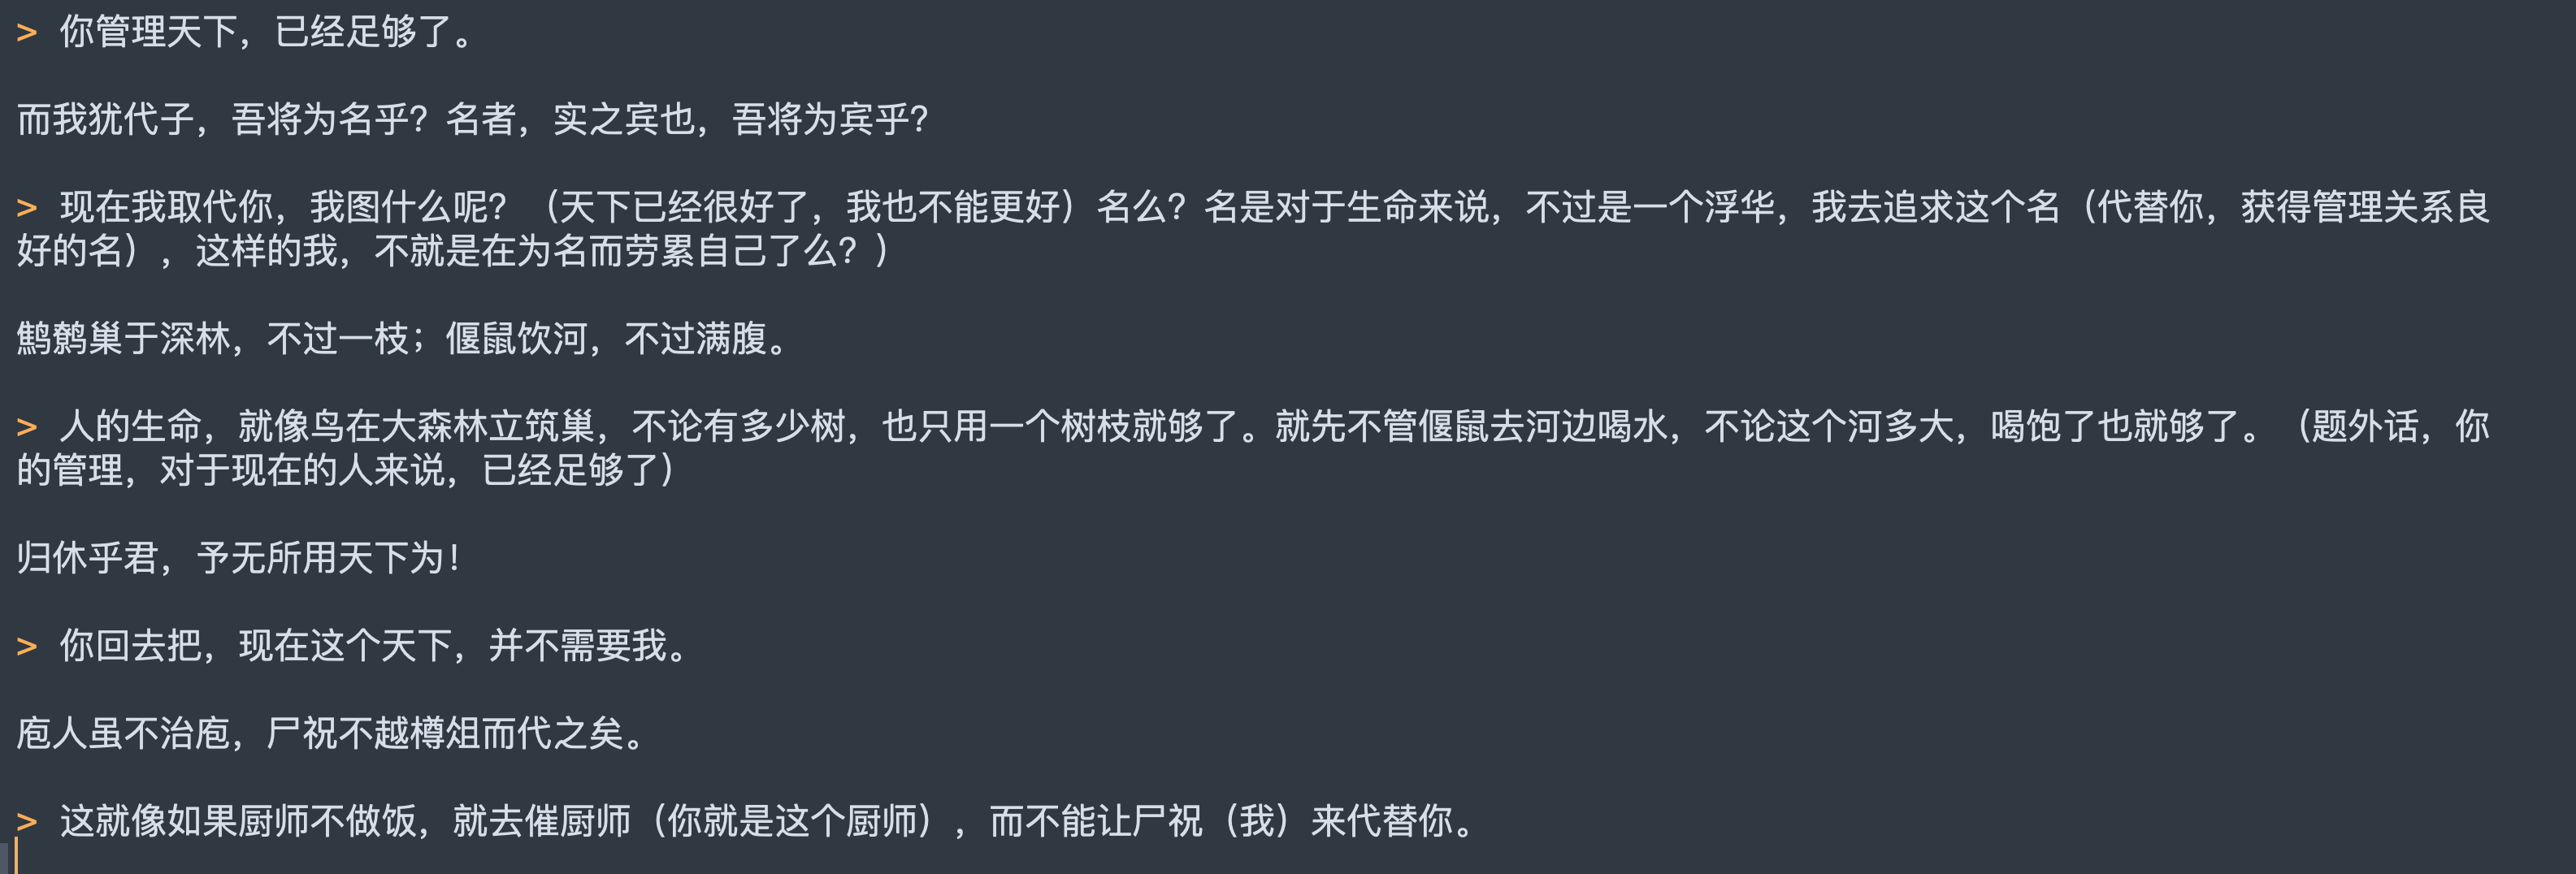 > 你管理天下，已经足够了。
而我犹代子，吾将为名乎？名者，实之宾也，吾将为宾乎？
> 现在我取代你，我图什么呢？（天下已经很好了，我也不能更好）名么？名是对于生命来说，不过是一个浮华，我去追求这个名（代替你，获得管理关系良
好的名），这样的我，不就是在为名而劳累自己了么？）
鹪鹩巢于深林，不过一枝；偃鼠饮河，不过满腹。
> 人的生命，就像鸟在大森林立筑巢，不论有多少树，也只用一个树枝就够了。就先不管偃鼠去河边喝水，不论这个河多大，喝饱了也就够了。（题外话，你
的管理，对于现在的人来说，已经足够了）
归休乎君，予无所用天下为！
> 你回去把，现在这个天下，并不需要我。
庖人虽不治庖，尸祝不越樽俎而代之矣。
> 这就像如果厨师不做饭，就去催厨师（你就是这个厨师），而不能让尸祝（我）来代替你。